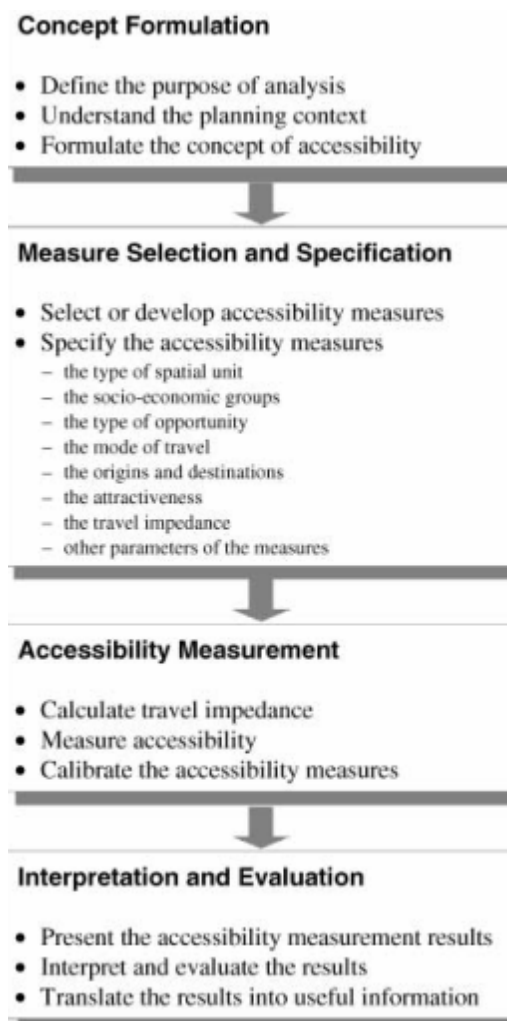 Concept Formulation
• Define the purpose of analysis
• Understand the planning context
• Formulate the concept of accessibility
Measure Selection and Specification
• Select or develop accessibility measures
• Specify the accessibility measures
– the type of spatial unit
– the socio-economic groups
– the type of opportunity
– the mode of travel
– the origins and destinations
– the attractiveness
– the travel impedance
– other parameters of the measures
Accessibility Measurement
• Calculate travel impedance
• Measure accessibility
• Calibrate the accessibility measures
Interpretation and Evaluation
• Present the accessibility measurement results
• Interpret and evaluate the results
• Translate the results into useful information